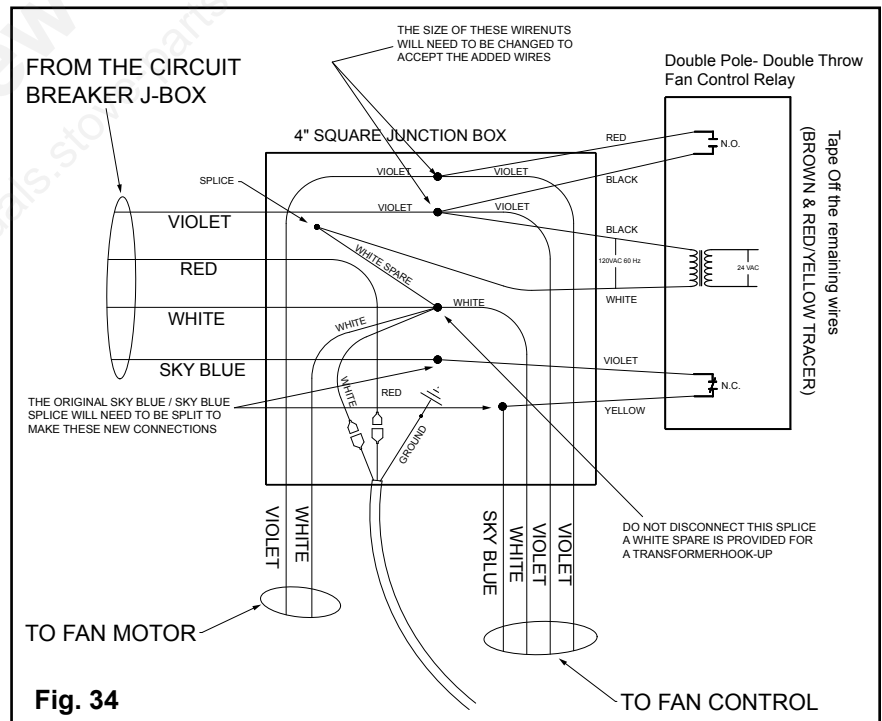 THE SIZE OF THESE WIRENUTS
WILL NEED TO BE CHANGED TO
ACCEPT THE ADDED WIRES
FROM THE CIRCUIT
BREAKER J-BOX
Double Pole- Double Throw
Fan Control Relay
4" SQUARE JUNCTION BOX
RED
N.O.
SPLICE
VIOLET
VIOLET
BLACK
VIOLET
VIOLET
VIOLET
BLACK
RED
WHITE SPARE
120VAC 60 Hz
24 VAC
WHITE
WHITE
WHITE
WHITE
SKY BLUE
VIOLET
WHITE
RED
N.C.
YELLOW
GROUND
THE ORIGINAL SKY BLUE / SKY BLUE
SPLICE WILL NEED TO BE SPLIT TO
MAKE THESE NEW CONNECTIONS
Tape Off the remaining wires
(BROWN & RED/YELLOW TRACER)
VIOLET
WHITE
SKY BLUE
WHITE
VIOLET
VIOLET
DO NOT DISCONNECT THIS SPLICE
A WHITE SPARE IS PROVIDED FOR
A TRANSFORMERHOOK-UP
TO FAN MOTOR
TO FAN CONTROL
Fig. 34